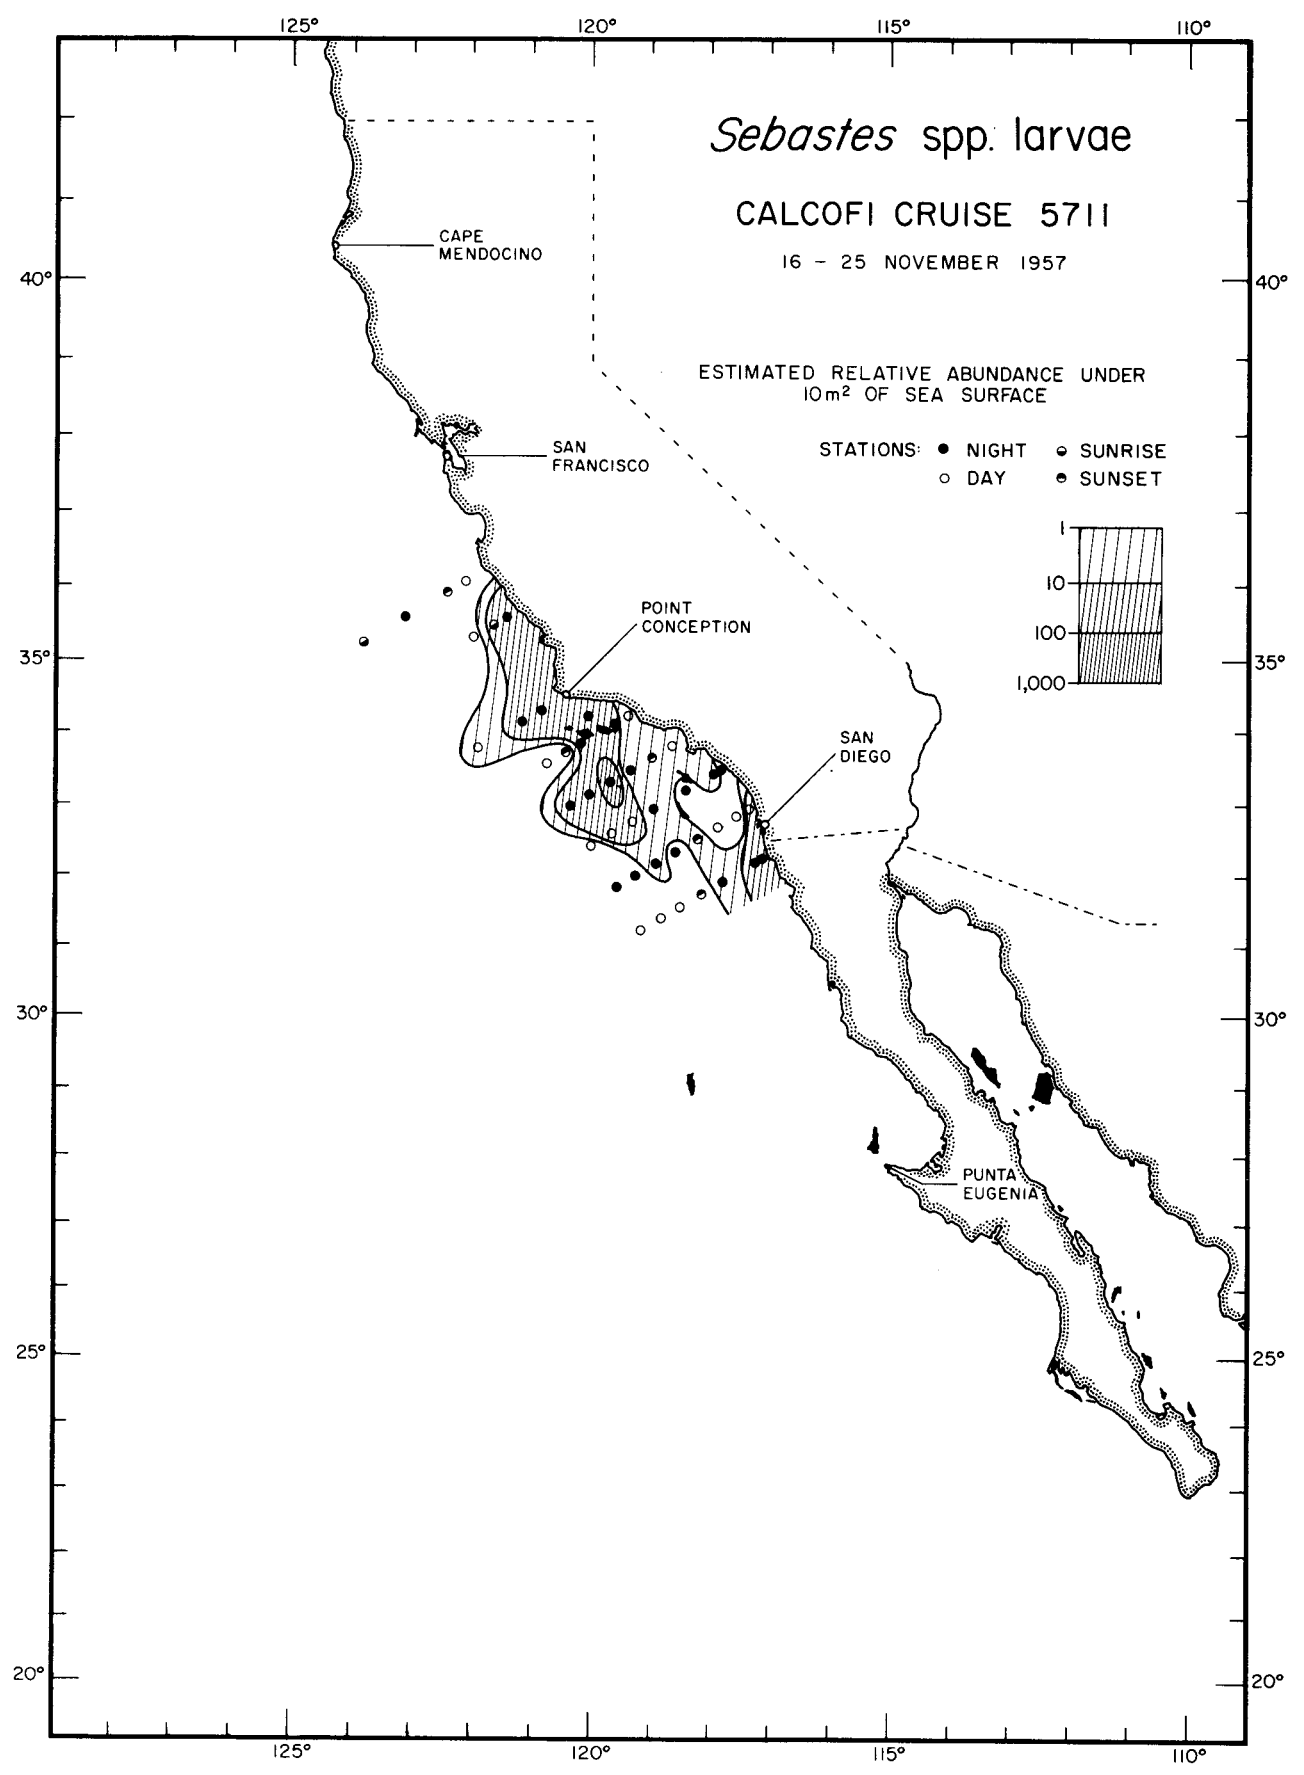 125° 120° 115° 110°
Sebastes spp. larvae
CALCOFI CRUISE 5711
16 – 25 NOVEMBER 1957
CAPE
MENDOCINO
40° 40°
ESTIMATED RELATIVE ABUNDANCE UNDER
10m² OF SEA SURFACE
STATIONS: ● NIGHT SUNRISE
○ DAY SUNSET
SAN
FRANCISCO
1
10
100
1,000
POINT
CONCEPTION
35° 35°
SAN
DIEGO
30° 30°
PUNTA
EUGENIA
25° 25°
20° 20°
125° 120° 115° 110°